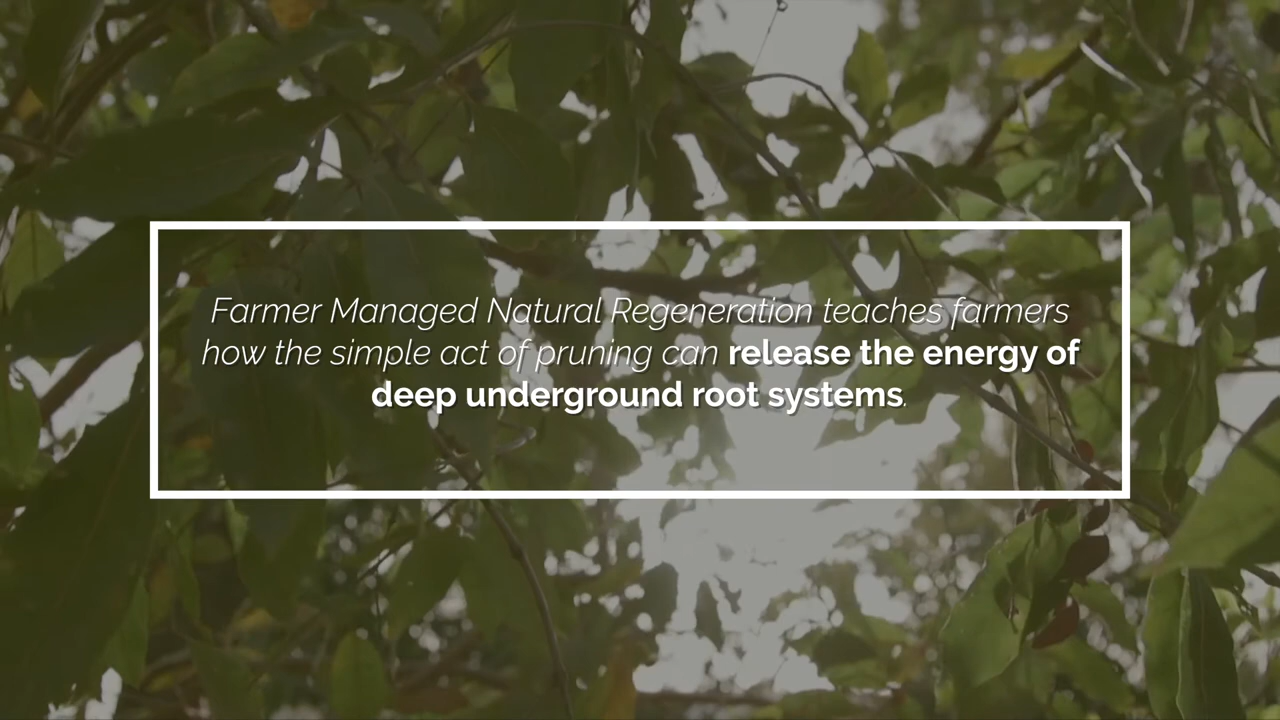 Farmer Managed Natural Regeneration teaches farmers
how the simple act of pruning can release the energy of
deep underground root systems.